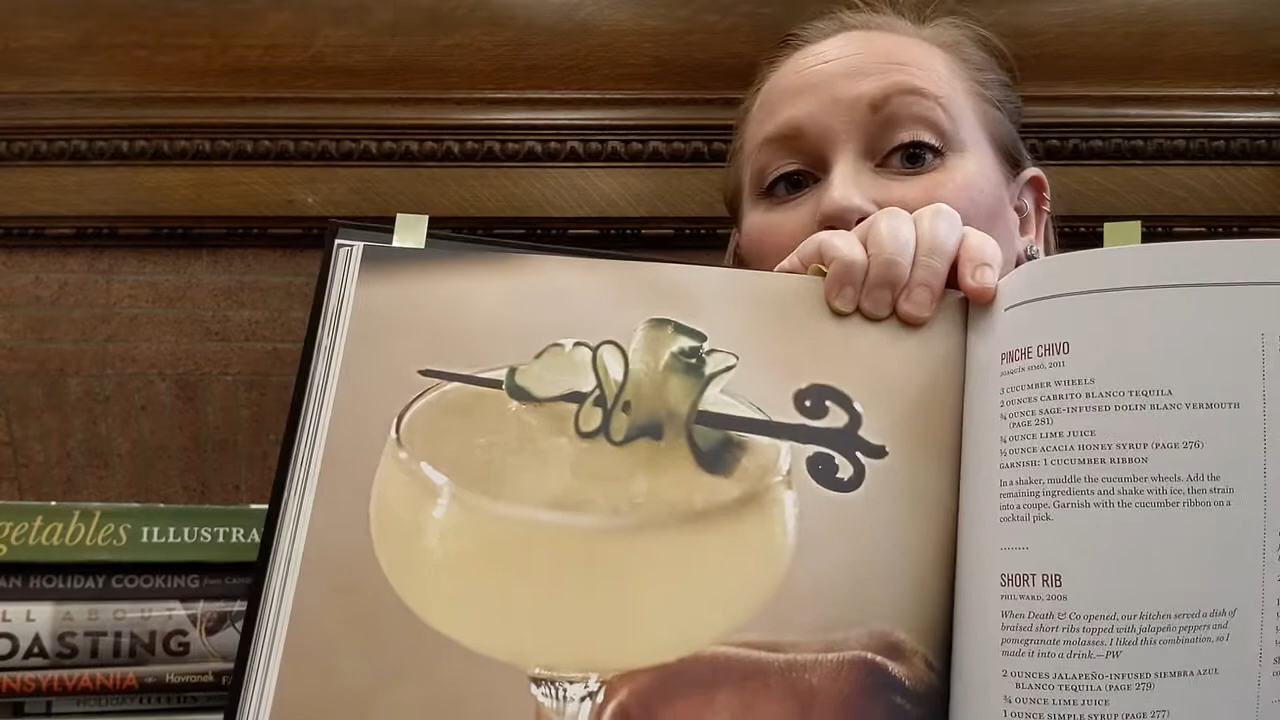 getables ILLUSTRA
AN HOLIDAY COOKING from
LL ABOUT
OASTING
NSYLVANIA Havranek
HOLIDAY
PINCHE CHIVO
JOAQUÍN SIMÓ, 2011
3 CUCUMBER WHEELS
2 OUNCES CABRITO BLANCO TEQUILA
¾ OUNCE SAGE-INFUSED DOLIN BLANC VERMOUTH
(PAGE 281)
¾ OUNCE LIME JUICE
½ OUNCE ACACIA HONEY SYRUP (PAGE 276)
GARNISH: 1 CUCUMBER RIBBON
In a shaker, muddle the cucumber wheels. Add the
remaining ingredients and shake with ice, then strain
into a coupe. Garnish with the cucumber ribbon on a
cocktail pick.
........
SHORT RIB
PHIL WARD, 2008
When Death & Co opened, our kitchen served a dish of
braised short ribs topped with jalapeño peppers and
pomegranate molasses. I liked this combination, so I
made it into a drink.—PW
2 OUNCES JALAPEÑO-INFUSED SIEMBRA AZUL
BLANCO TEQUILA (PAGE 279)
¾ OUNCE LIME JUICE
1 OUNCE SIMPLE SYRUP (PAGE 277)